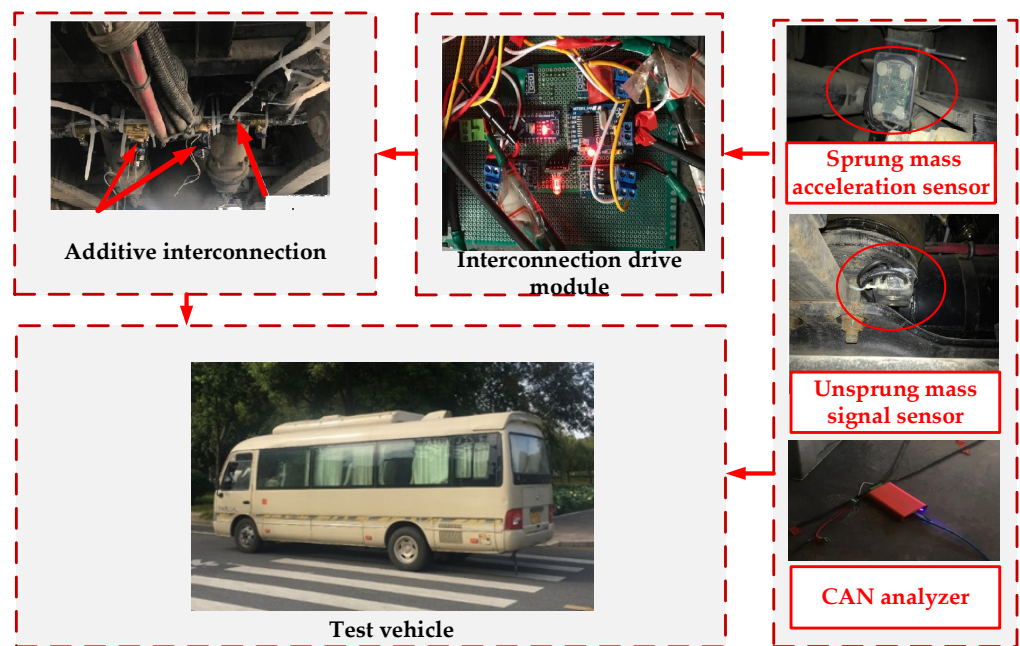 Additive interconnection
Interconnection drive
module
Sprung mass
acceleration sensor
Unsprung mass
signal sensor
CAN analyzer
Test vehicle